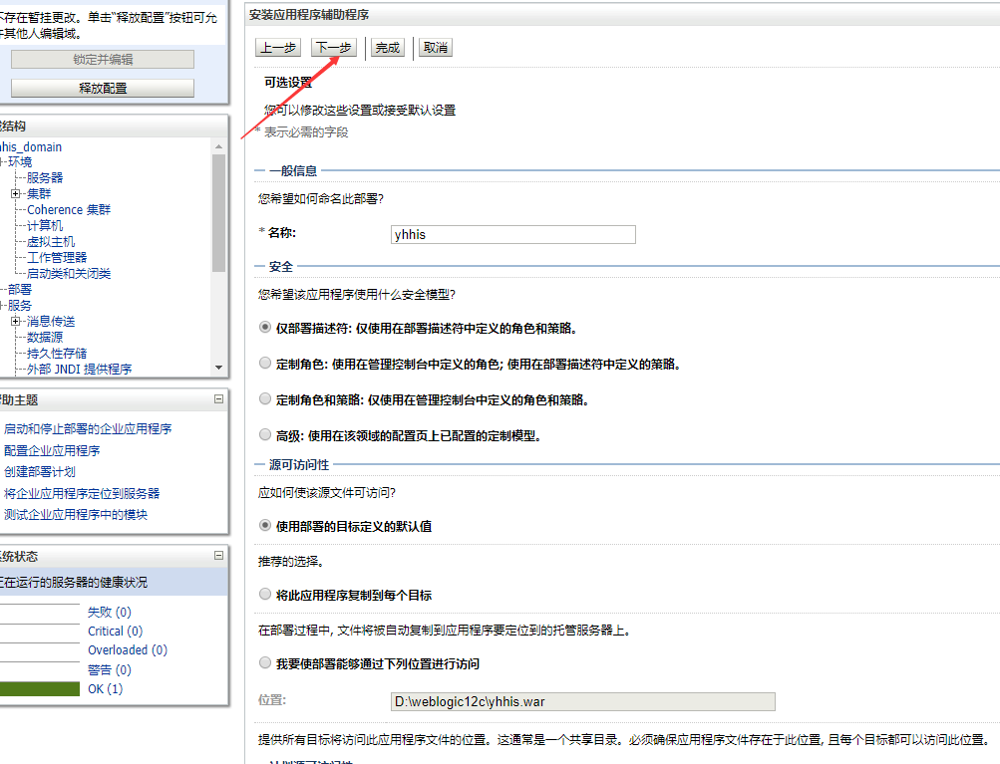 不存在暂挂更改。单击“释放配置”按钮可允
许其他人编辑域。
锁定并编辑
释放配置
结构
his_domain
环境
服务器
集群
Coherence 集群
计算机
虚拟主机
工作管理器
启动类和关闭类
部署
服务
消息传送
数据源
持久性存储
外部 JNDI 提供程序
助主题
启动和停止部署的企业应用程序
配置企业应用程序
创建部署计划
将企业应用程序定位到服务器
测试企业应用程序中的模块
系统状态
正在运行的服务器的健康状况
失败 (0)
Critical (0)
Overloaded (0)
警告 (0)
OK (1)
安装应用程序辅助程序
上一步 下一步 完成 取消
可选设置
您可以修改这些设置或接受默认设置
* 表示必需的字段
一般信息
您希望如何命名此部署?
* 名称: yhhis
安全
您希望该应用程序使用什么安全模型?
仅部署描述符: 仅使用在部署描述符中定义的角色和策略。
定制角色: 使用在管理控制台中定义的角色; 使用在部署描述符中定义的策略。
定制角色和策略: 仅使用在管理控制台中定义的角色和策略。
高级: 使用在该领域的配置页上已配置的定制模型。
源可访问性
应如何使该源文件可访问?
使用部署的目标定义的默认值
推荐的选择。
将此应用程序复制到每个目标
在部署过程中, 文件将被自动复制到应用程序要定位到的托管服务器上。
我要使部署能够通过下列位置进行访问
位置: D:\weblogic12c\yhhis.war
提供所有目标将访问此应用程序文件的位置。这通常是一个共享目录。必须确保应用程序文件存在于此位置, 且每个目标都可以访问此位置。
计划源可访问性